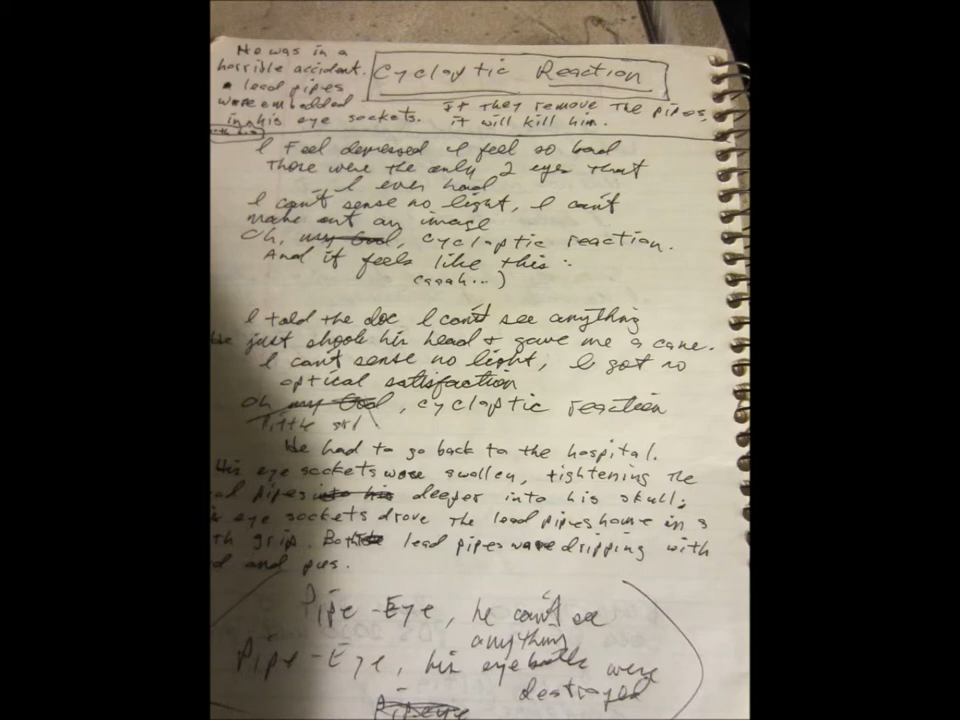 He was in a
horrible accident.
lead pipes
were embedded
in his eye sockets.
Cycloptic Reaction
If they remove the pipes,
it will kill him.
I feel depressed I feel so bad
Those were the only 2 eyes that
I ever had
I can't sense no light, I can't
make out an image
Oh, my God, cycloptic reaction.
And it feels like this:
I told the doc I can't see anything
He just shook his head & gave me a cane.
I can't sense no light, I got no
optical satisfaction
Oh my God, cycloptic reaction
little
He had to go back to the hospital.
His eye sockets were swollen, tightening the
pipes into his deeper into his skull;
eye sockets drove the lead pipes home in a
grip. Both lead pipes were dripping with
and pus.
Pipe-Eye, he can't see
anything
Pipe-Eye, his eyeballs were
destroyed
Pipeeye